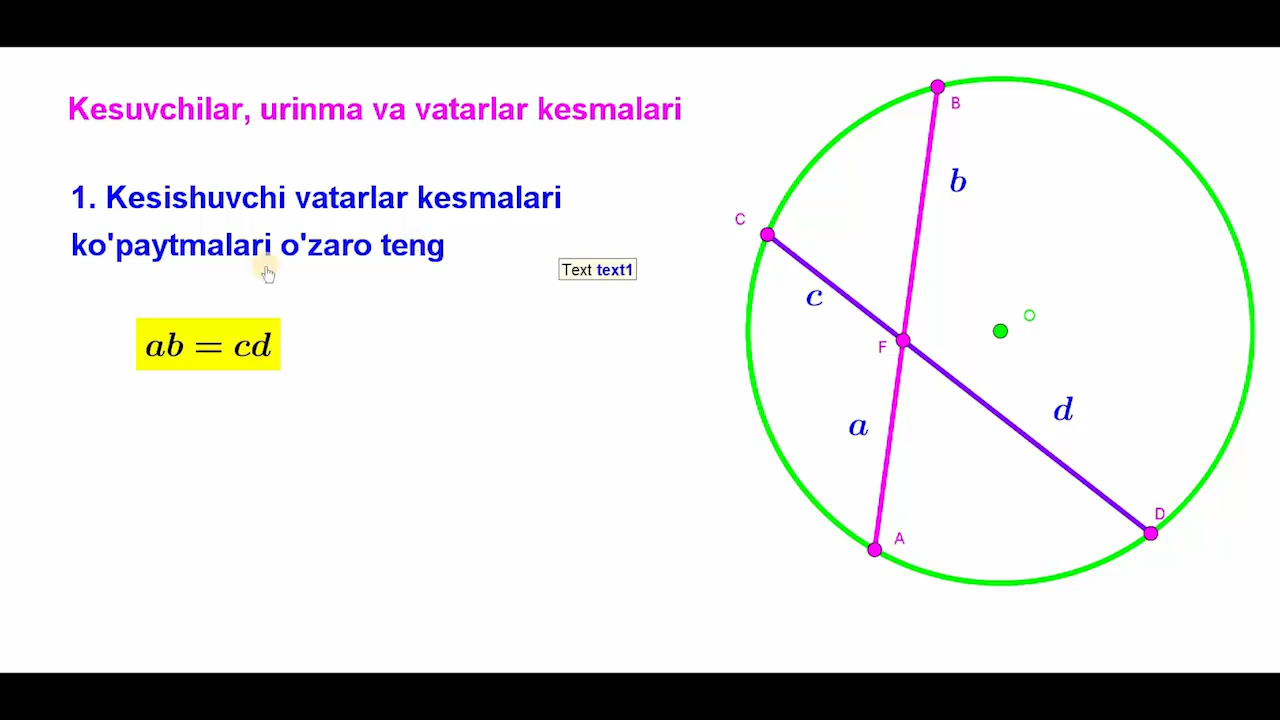 Kesuvchilar, urinma va vatarlar kesmalari
1. Kesishuvchi vatarlar kesmalari
ko'paytmalari o'zaro teng
Text text1
ab = cd
B
b
C
c
O
F
d
a
D
A